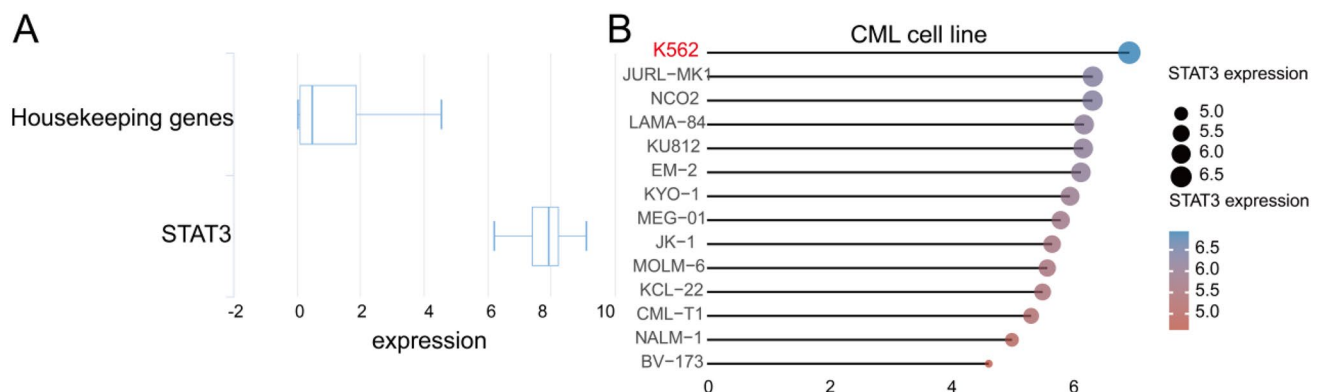 A
Housekeeping genes
STAT3
-2 0 2 4 6 8 10
expression
B
CML cell line
K562
JURL−MK1
NCO2
LAMA−84
KU812
EM−2
KYO−1
MEG−01
JK−1
MOLM−6
KCL−22
CML−T1
NALM−1
BV−173
0 2 4 6
STAT3 expression
5.0
5.5
6.0
6.5
STAT3 expression
6.5
6.0
5.5
5.0